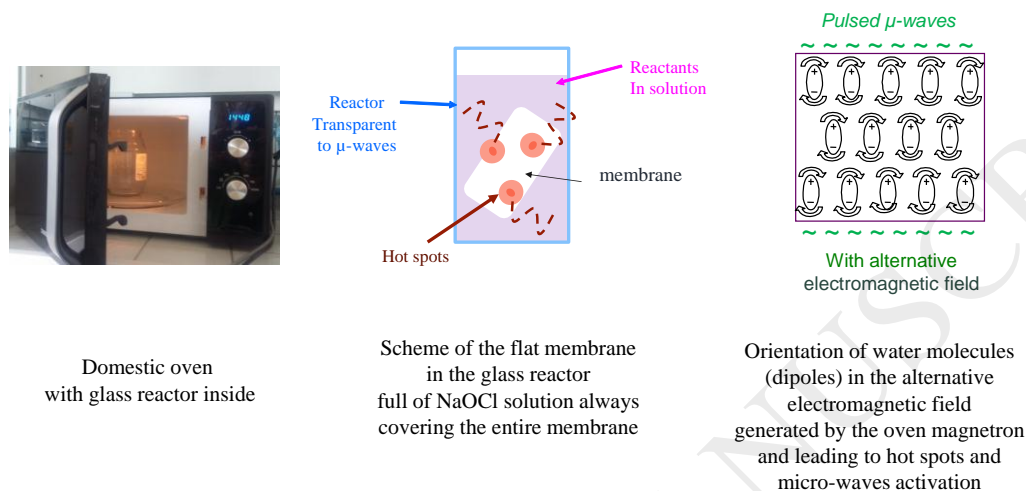 Pulsed µ-waves
~ ~ ~ ~ ~ ~ ~ ~
1448
Reactor
Transparent
to µ-waves
Reactants
In solution
membrane
Hot spots
+ + + + +
− − − − −
+ + + +
− − − −
+ + + + +
− − − − −
~ ~ ~ ~ ~ ~ ~ ~
With alternative
electromagnetic field
Domestic oven
with glass reactor inside
Scheme of the flat membrane
in the glass reactor
full of NaOCl solution always
covering the entire membrane
Orientation of water molecules
(dipoles) in the alternative
electromagnetic field
generated by the oven magnetron
and leading to hot spots and
micro-waves activation
NUSC